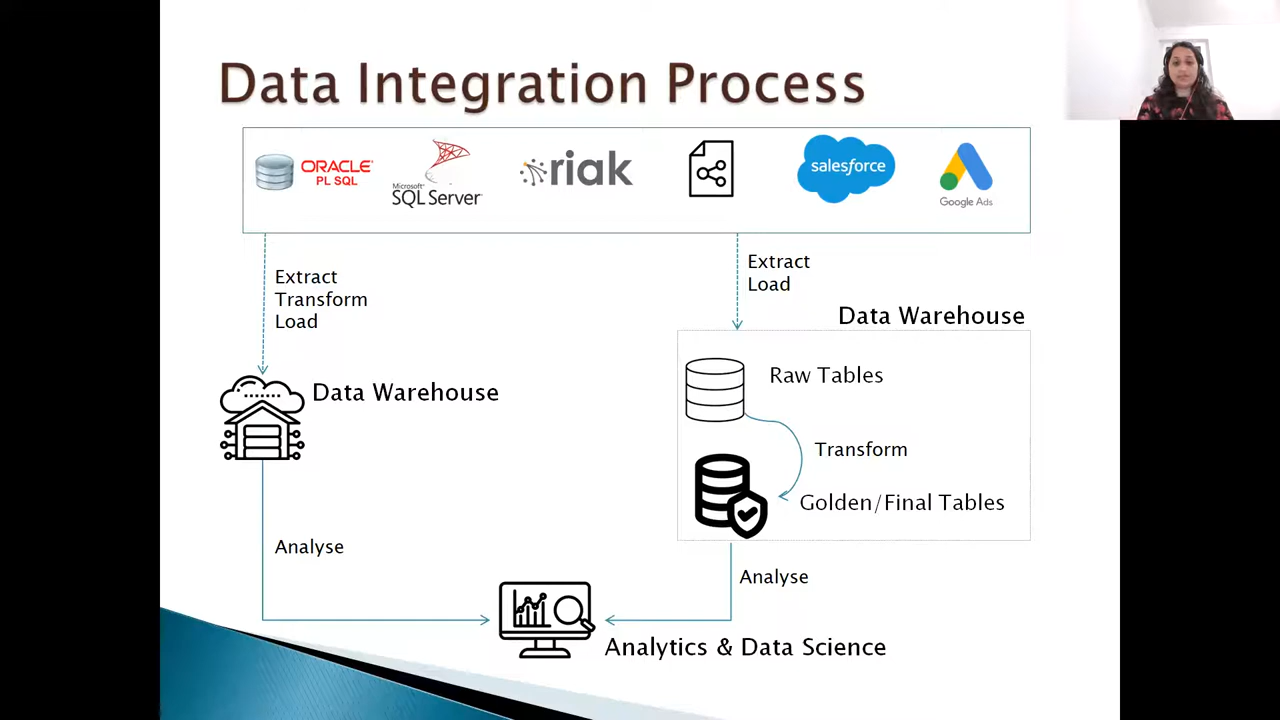 Data Integration Process
ORACLE
PL SQL
Microsoft
SQL Server
riak
salesforce
Google Ads
Extract
Transform
Load
Extract
Load
Data Warehouse
Data Warehouse
Raw Tables
Transform
Golden/Final Tables
Analyse
Analyse
Analytics & Data Science